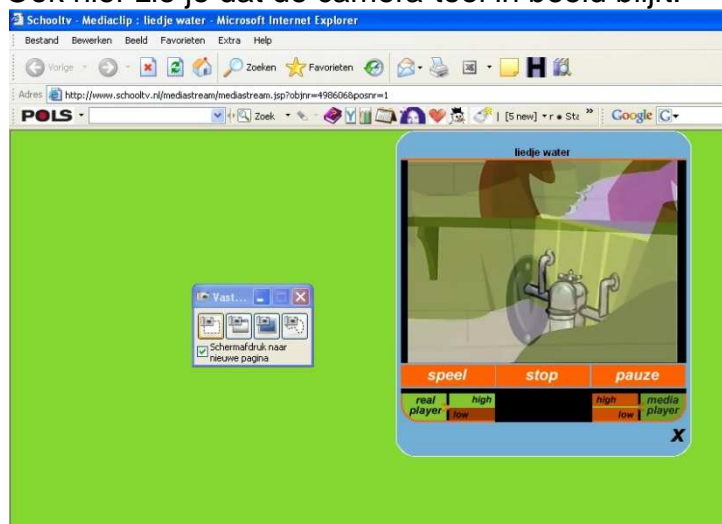 Ook hier zie je dat de camera tool in beeld blijft.
Schooltv - Mediaclip : liedje water - Microsoft Internet Explorer
Bestand Bewerken Beeld Favorieten Extra Help
Vorige Zoeken Favorieten
Adres http://www.schooltv.nl/mediastream/mediastream.jsp?objnr=498606&posnr=1
POLS Zoek [5 new] Google G
liedje water
Vast...
Schermafdruk naar
nieuwe pagina
speel stop pauze
real player high low
high low media player
X